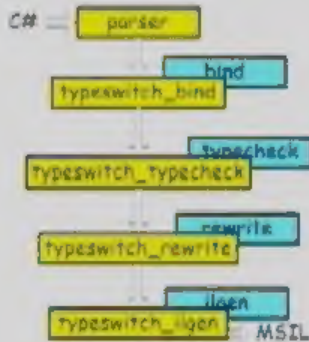 C# parser
bind
typeswitch_bind
typecheck
typeswitch_typecheck
rewrite
typeswitch_rewrite
ilgen
typeswitch_ilgen MSIL